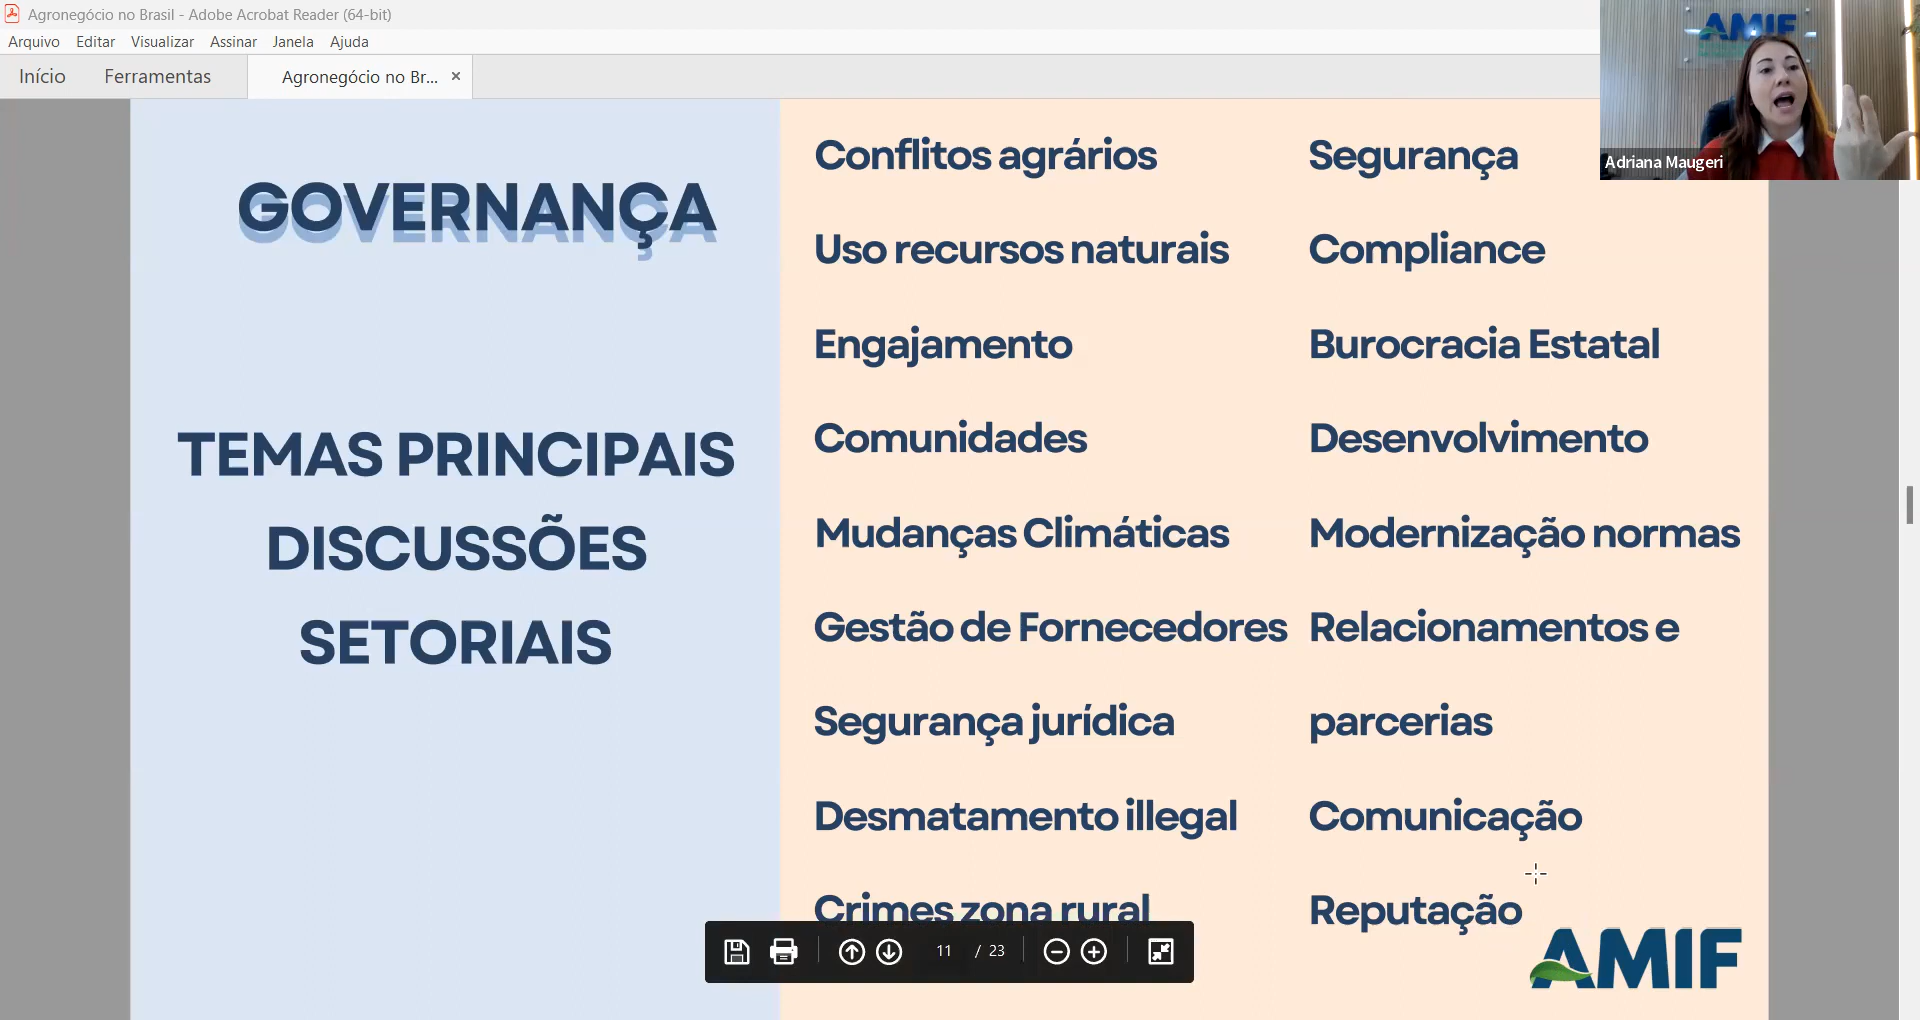 Agronegócio no Brasil - Adobe Acrobat Reader (64-bit)
Arquivo Editar Visualizar Assinar Janela Ajuda
Início Ferramentas Agronegócio no Br... ×
AMIF
Adriana Maugeri
GOVERNANÇA
TEMAS PRINCIPAIS
DISCUSSÕES
SETORIAIS
Conflitos agrários
Uso recursos naturais
Engajamento
Comunidades
Mudanças Climáticas
Gestão de Fornecedores
Segurança jurídica
Desmatamento illegal
Crimes zona rural
Segurança
Compliance
Burocracia Estatal
Desenvolvimento
Modernização normas
Relacionamentos e
parcerias
Comunicação
Reputação
11 / 23
AMIF